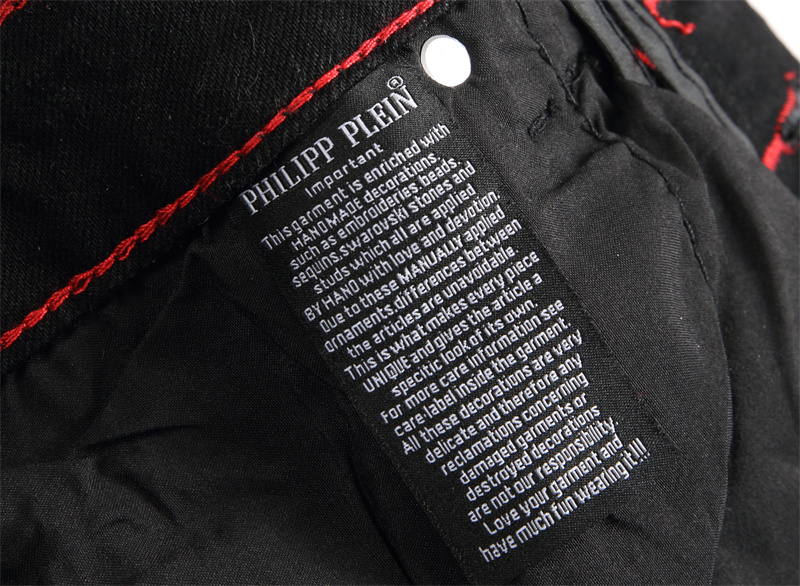 PHILIPP PLEIN®
Important
This garment is enriched with
HANDMADE decorations
such as embroideries, beads,
sequins, Swarovski stones and
studs which all are applied
BY HAND with love and devotion.
Due to these MANUALLY applied
ornaments, differences between
the articles are unavoidable.
This is what makes every piece
UNIQUE and gives the article a
specific look of its own.
For more care information see
care label inside the garment.
All these decorations are very
delicate and therefore any
reclamations concerning
damaged garments or
destroyed decorations
are not our responsibility
Love your garment and
have much fun wearing it!!!